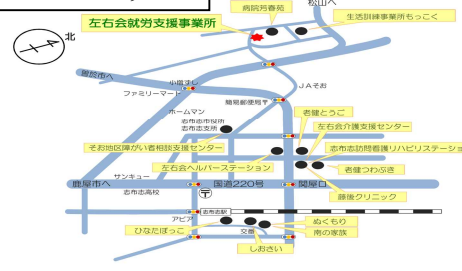 松山へ
病院芳春苑
生活訓練事業所もっこく
左右会就労支援事業所
北
曽於市へ
小園すし
ファミリーマート
JAそお
簡易郵便局〒
ホームマン
志布志市役所
志布志支所
老健とうご
左右会介護支援センター
そお地区障がい者相談支援センター
志布志訪問看護リハビリステーション
左右会ヘルパーステーション
老健つわぶき
サンキュー
鹿屋市へ
国道220号
関屋口
志布志高校
〒
藤後クリニック
アピア
志布志駅
ひなたぼっこ
交番
ぬくもり
南の家族
しおさい